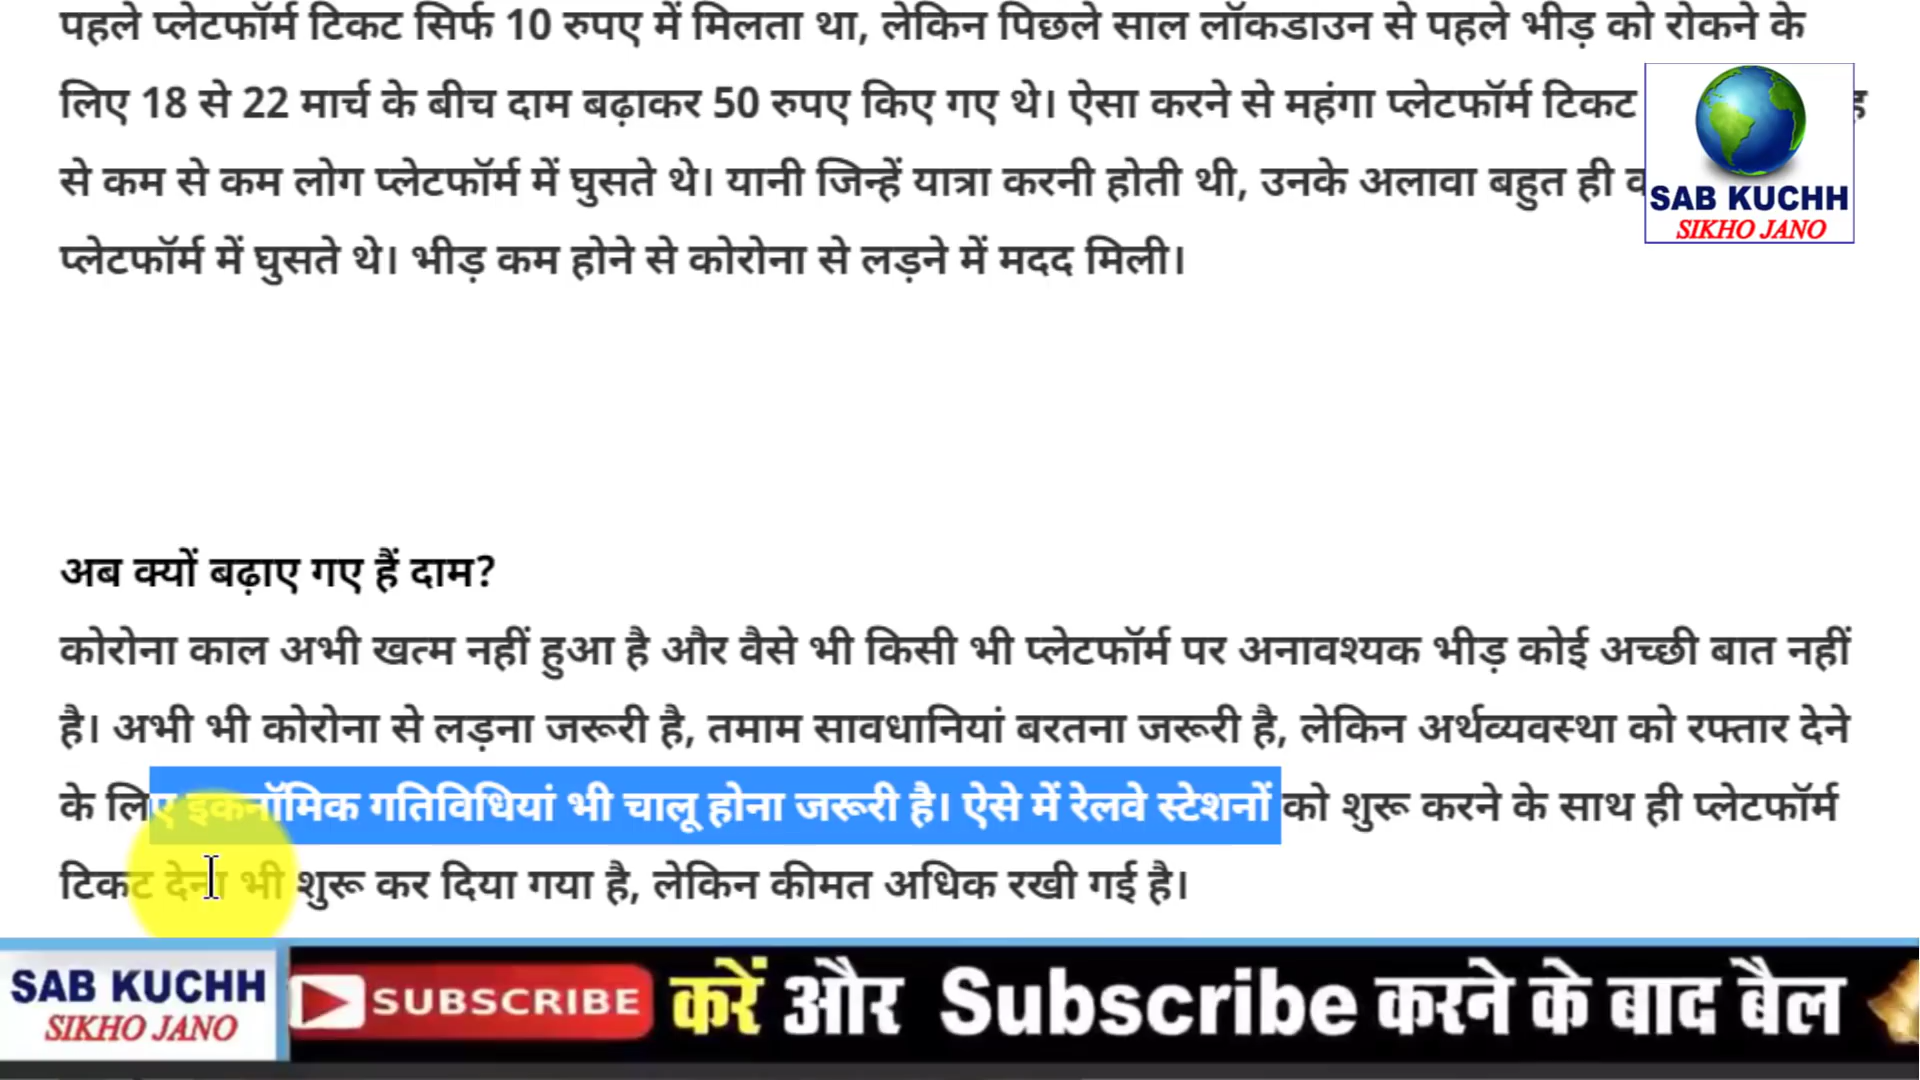 पहले प्लेटफॉर्म टिकट सिर्फ 10 रुपए में मिलता था, लेकिन पिछले साल लॉकडाउन से पहले भीड़ को रोकने के
लिए 18 से 22 मार्च के बीच दाम बढ़ाकर 50 रुपए किए गए थे। ऐसा करने से महंगा प्लेटफॉर्म टिकट
से कम से कम लोग प्लेटफॉर्म में घुसते थे। यानी जिन्हें यात्रा करनी होती थी, उनके अलावा बहुत ही
प्लेटफॉर्म में घुसते थे। भीड़ कम होने से कोरोना से लड़ने में मदद मिली।
SAB KUCHH
SIKHO JANO
अब क्यों बढ़ाए गए हैं दाम?
कोरोना काल अभी खत्म नहीं हुआ है और वैसे भी किसी भी प्लेटफॉर्म पर अनावश्यक भीड़ कोई अच्छी बात नहीं
है। अभी भी कोरोना से लड़ना जरूरी है, तमाम सावधानियां बरतना जरूरी है, लेकिन अर्थव्यवस्था को रफ्तार देने
के लिए इकनॉमिक गतिविधियां भी चालू होना जरूरी है। ऐसे में रेलवे स्टेशनों को शुरू करने के साथ ही प्लेटफॉर्म
टिकट देना भी शुरू कर दिया गया है, लेकिन कीमत अधिक रखी गई है।
SAB KUCHH
SIKHO JANO
SUBSCRIBE करें और Subscribe करने के बाद बैल